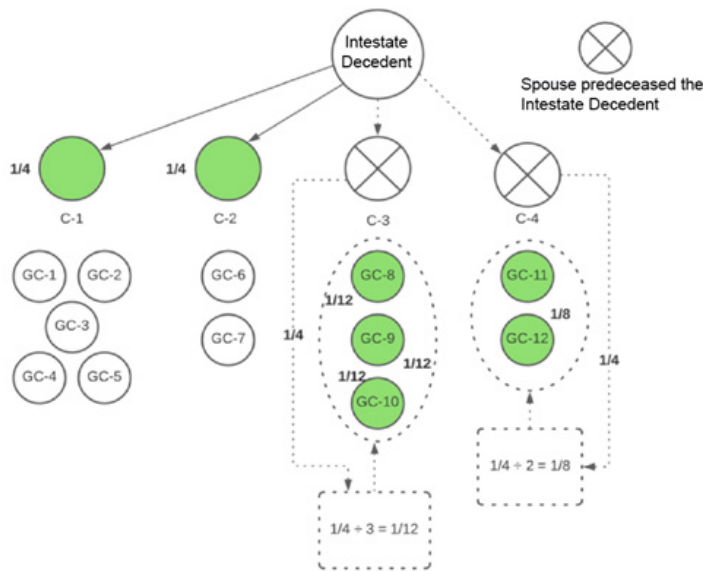 Intestate
Decedent
Spouse predeceased the
Intestate Decedent
1/4
1/4
C-1
C-2
C-3
C-4
GC-1
GC-2
GC-3
GC-4
GC-5
GC-6
GC-7
GC-8
1/12
GC-9
1/12
1/12
GC-10
1/4
GC-11
1/8
GC-12
1/4
1/4 ÷ 3 = 1/12
1/4 ÷ 2 = 1/8